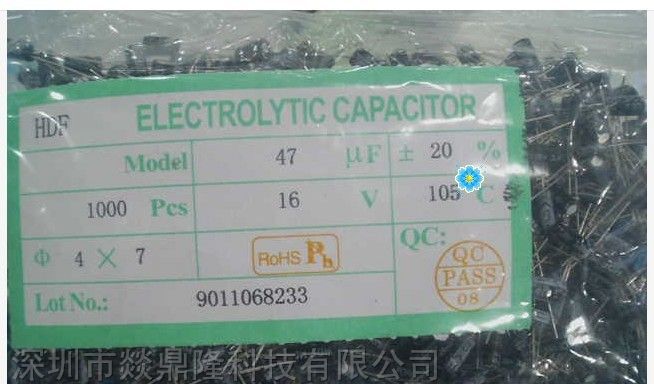 HDF ELECTROLYTIC CAPACITOR
Model 47 μF ± 20 %
1000 Pcs 16 V 105 °C
Φ 4 × 7 RoHS Pb QC:
QC
PASS
08
Lot No.: 9011068233
深圳市燚鼎隆科技有限公司